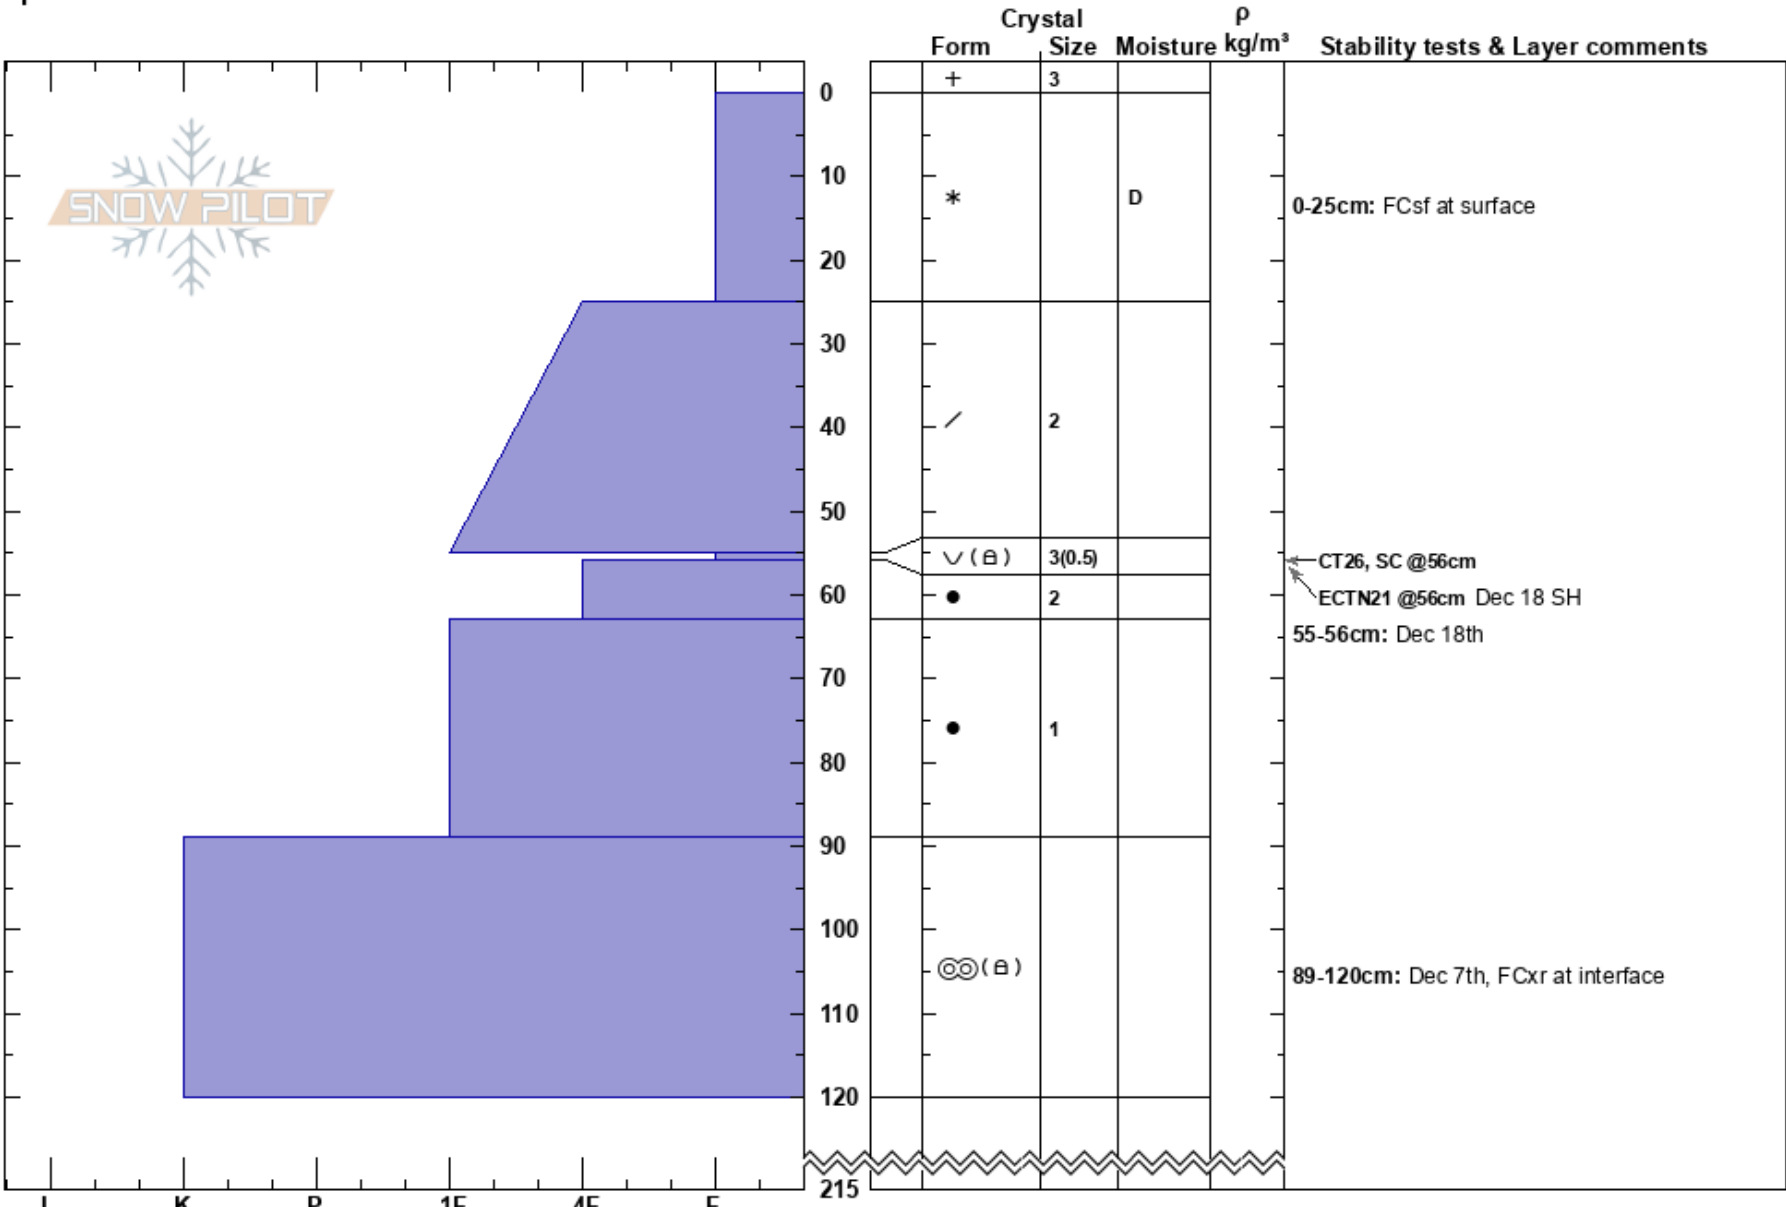 Crystal ρ
Form Size Moisture kg/m³ Stability tests & Layer comments
+ 3
0
SNOW PILOT
10
* D 0-25cm: FCsf at surface
20
30
/ 2
40
50
∨ (    ) 3(0.5) CT26, SC @56cm
60 ● 2 ECTN21 @56cm Dec 18 SH
55-56cm: Dec 18th
70
● 1
80
90
100
(    ) 89-120cm: Dec 7th, FCxr at interface
110
120
215
I K P 1F 4F F